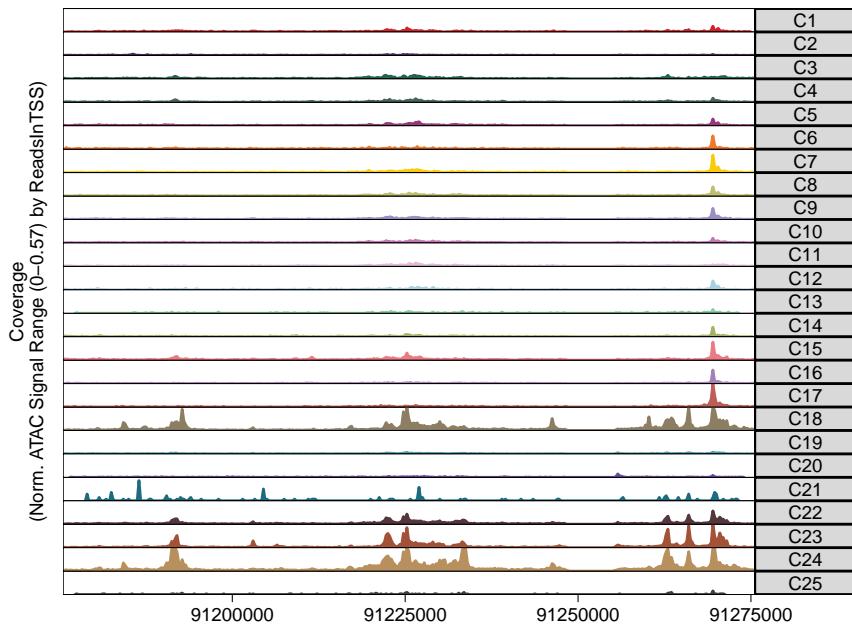 Coverage
(Norm. ATAC Signal Range (0–0.57) by ReadsInTSS)
C1
C2
C3
C4
C5
C6
C7
C8
C9
C10
C11
C12
C13
C14
C15
C16
C17
C18
C19
C20
C21
C22
C23
C24
C25
91200000 91225000 91250000 91275000